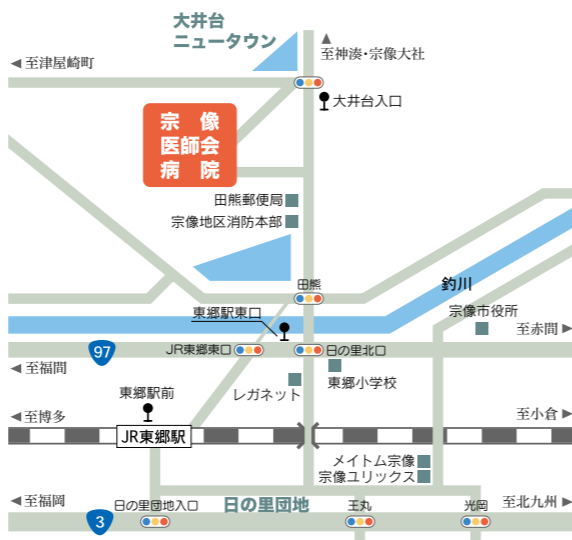 大井台
ニュータウン
▲
至神湊・宗像大社
◀至津屋崎町
大井台入口
宗像
医師会
病院
田熊郵便局
宗像地区消防本部
田熊
釣川
東郷駅東口
宗像市役所
至赤間▶
97
JR東郷東口
日の里北口
◀至福間
東郷小学校
レガネット
東郷駅前
◀至博多
至小倉▶
JR東郷駅
メイトム宗像
宗像ユリックス
◀至福岡
日の里団地入口
日の里団地
王丸
光岡
至北九州▶
3